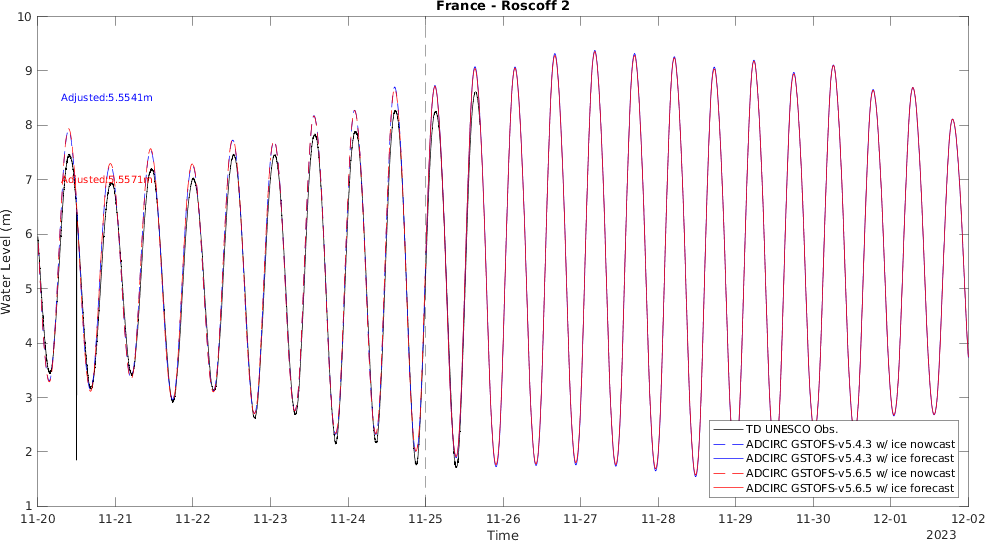 France - Roscoff 2
10
9
8
7
6
5
4
3
2
1
Water Level (m)
Adjusted:5.5541m
Adjusted:5.5571m
TD UNESCO Obs.
ADCIRC GSTOFS-v5.4.3 w/ ice nowcast
ADCIRC GSTOFS-v5.4.3 w/ ice forecast
ADCIRC GSTOFS-v5.6.5 w/ ice nowcast
ADCIRC GSTOFS-v5.6.5 w/ ice forecast
11-20 11-21 11-22 11-23 11-24 11-25 11-26 11-27 11-28 11-29 11-30 12-01 12-02
Time
2023